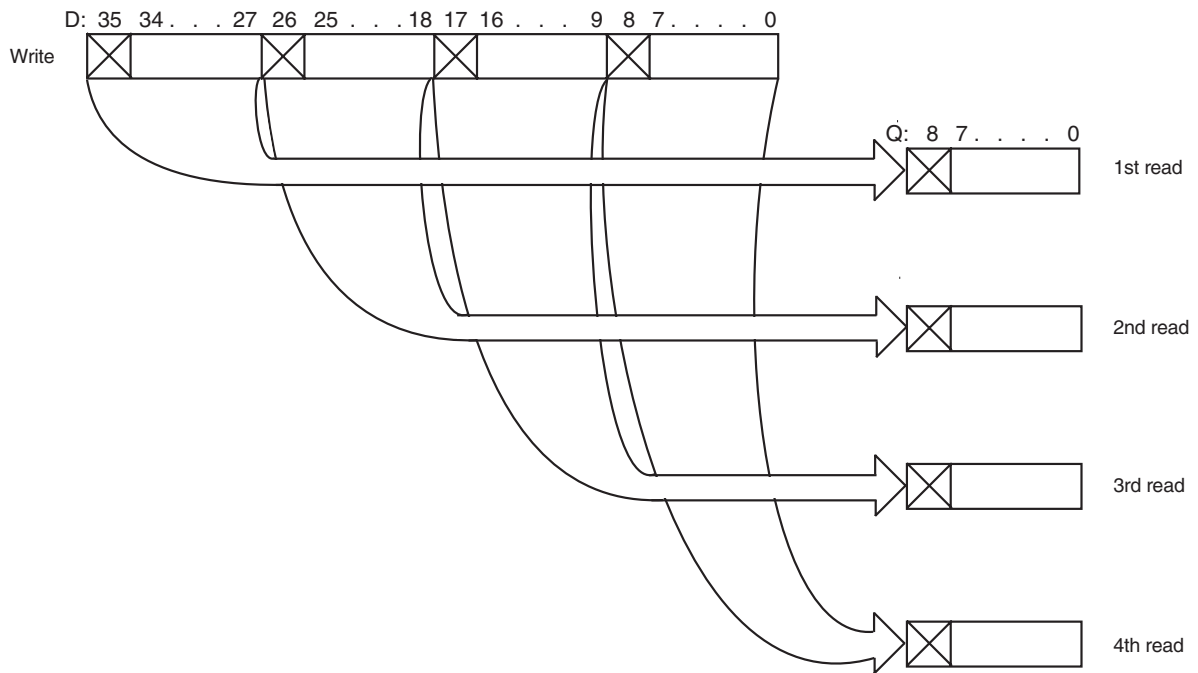 D: 35 34 . . . 27 26 25 . . . . 18 17 16 . . . 9 8 7 . . . . 0
Write
Q: 8 7 . . . . 0
1st read
2nd read
3rd read
4th read